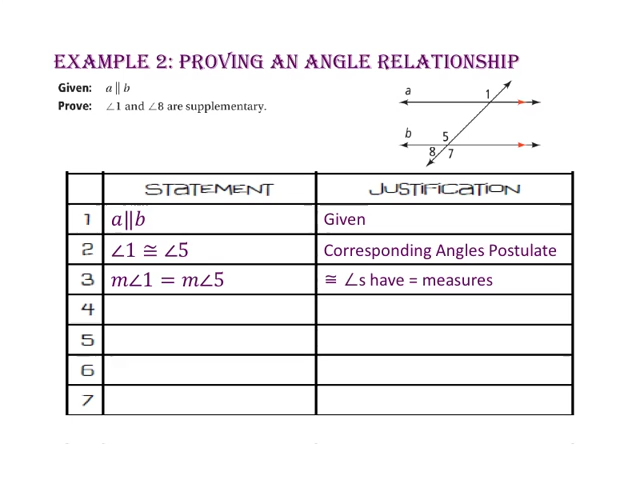 Example 2: Proving an Angle Relationship
Given: a ∥ b
Prove: ∠1 and ∠8 are supplementary.
a 1
b 5
8 7
Statement Justification
1 a∥b Given
2 ∠1 ≅ ∠5 Corresponding Angles Postulate
3 m∠1 = m∠5 ≅ ∠s have = measures
4
5
6
7